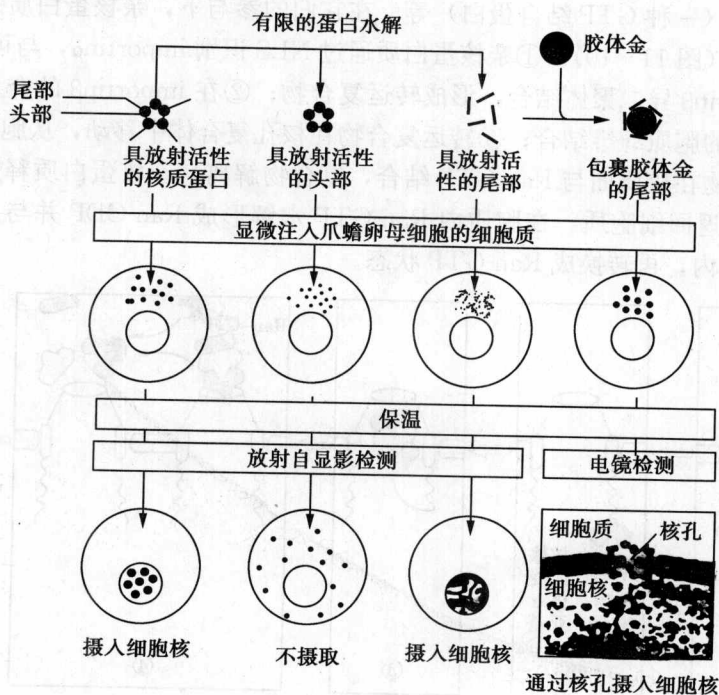 有限的蛋白水解
胶体金
尾部
头部
具放射活性
的核质蛋白
具放射活性
的头部
具放射活
性的尾部
包裹胶体金
的尾部
显微注入爪蟾卵母细胞的细胞质
保温
放射自显影检测
电镜检测
细胞质
核孔
细胞核
摄入细胞核
不摄取
摄入细胞核
通过核孔摄入细胞核